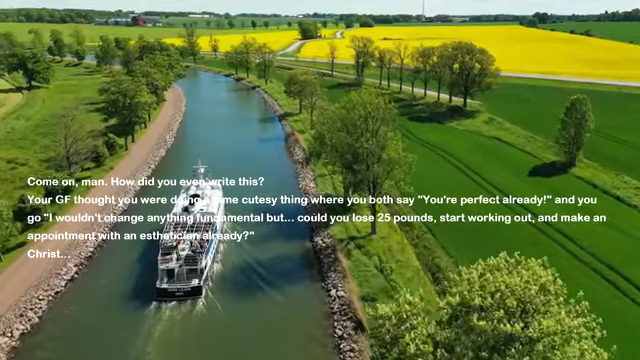 Come on, man. How did you even write this?
Your GF thought you were doing a lame cutesy thing where you both say "You're perfect already!" and you
go "I wouldn't change anything fundamental but... could you lose 25 pounds, start working out, and make an
appointment with an esthetician already?"
Christ...